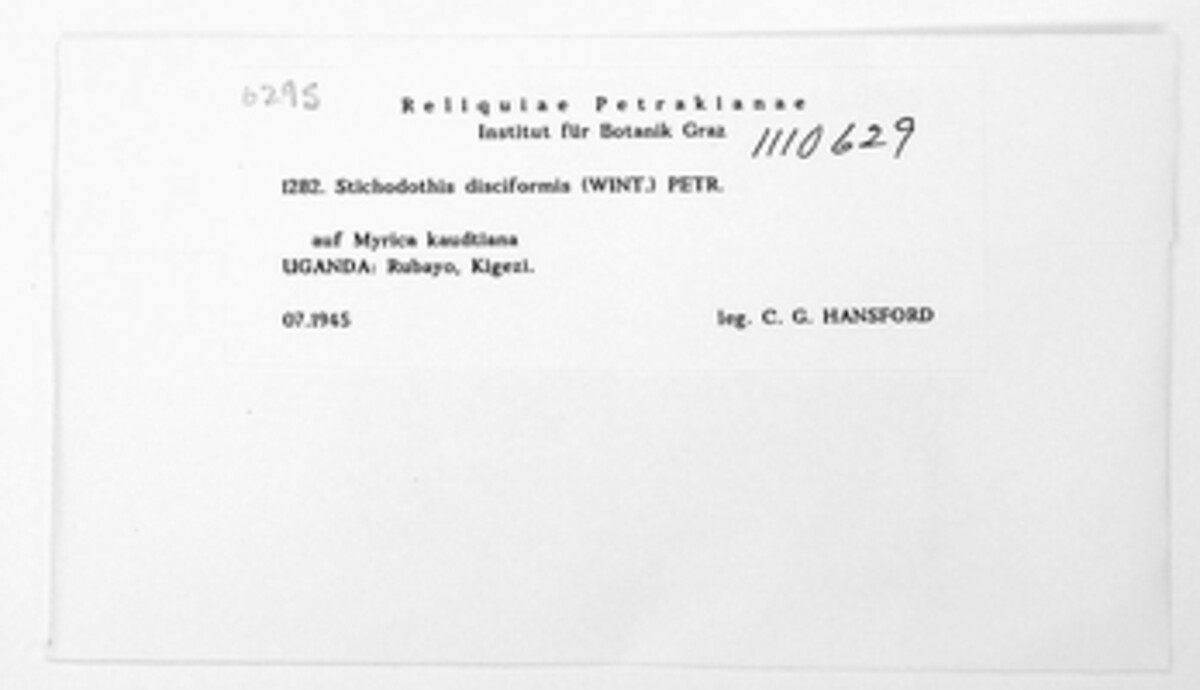 6295
Reliquiae Petrakianae
Institut für Botanik Graz
1110629
1282. Stichodothis disciformis (WINT.) PETR.
auf Myrica kaudtiana
UGANDA: Rubayo, Kigezi.
07.1945
leg. C. G. HANSFORD